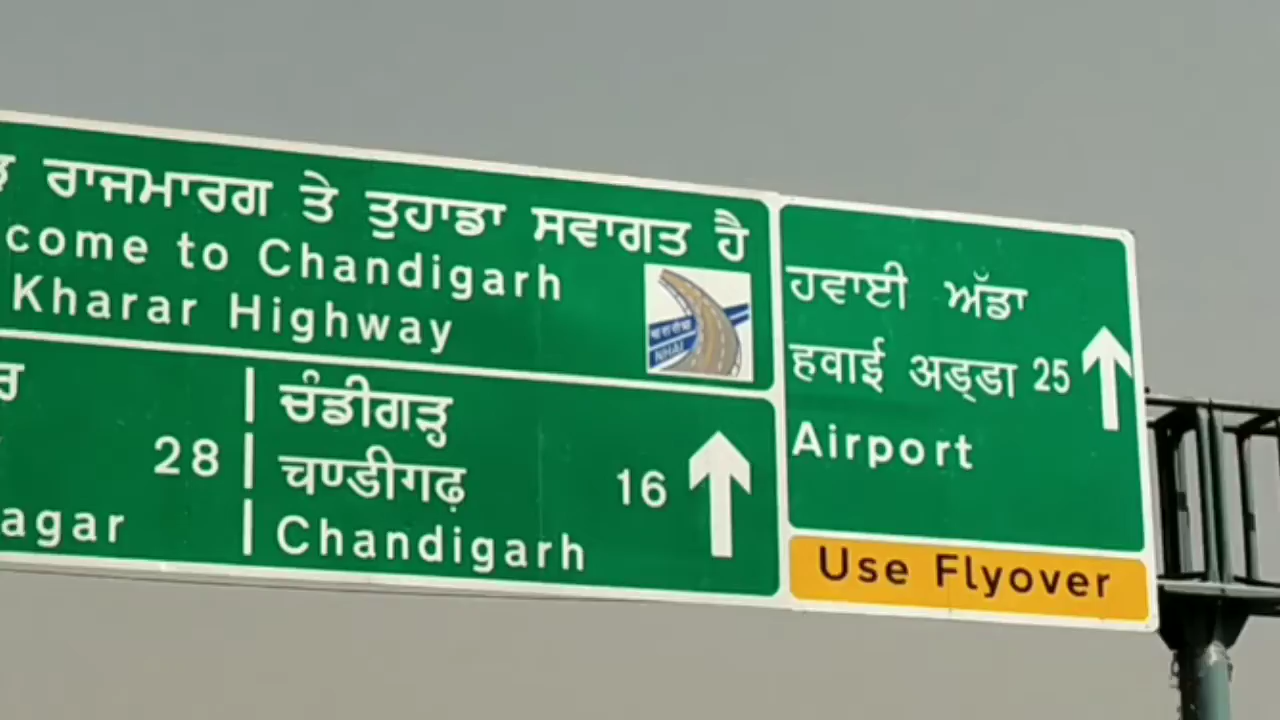 ਰਾਜਮਾਰਗ ਤੇ ਤੁਹਾਡਾ ਸਵਾਗਤ ਹੈ
come to Chandigarh
Kharar Highway
NHAI
28
agar
ਚੰਡੀਗੜ੍ਹ
चण्डीगढ़
Chandigarh
16
ਹਵਾਈ ਅੱਡਾ
हवाई अड्डा 25
Airport
Use Flyover